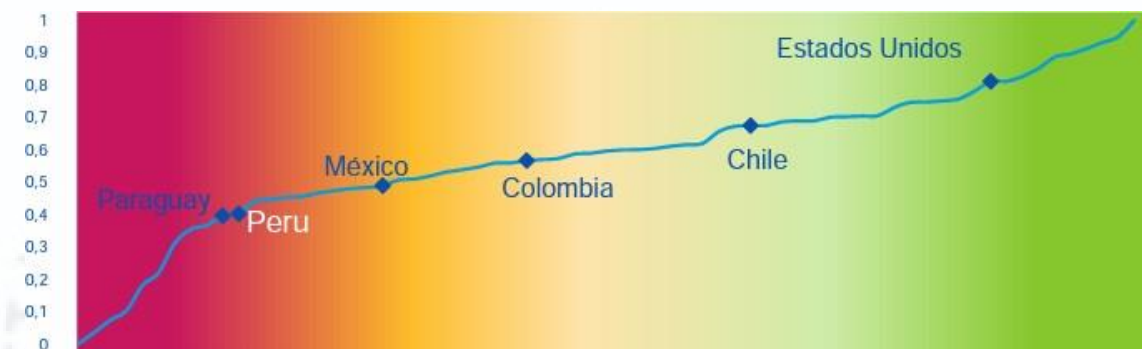 1
0,9
0,8
0,7
0,6
0,5
0,4
0,3
0,2
0,1
0
Estados Unidos
México
Chile
Colombia
Paraguay
Peru